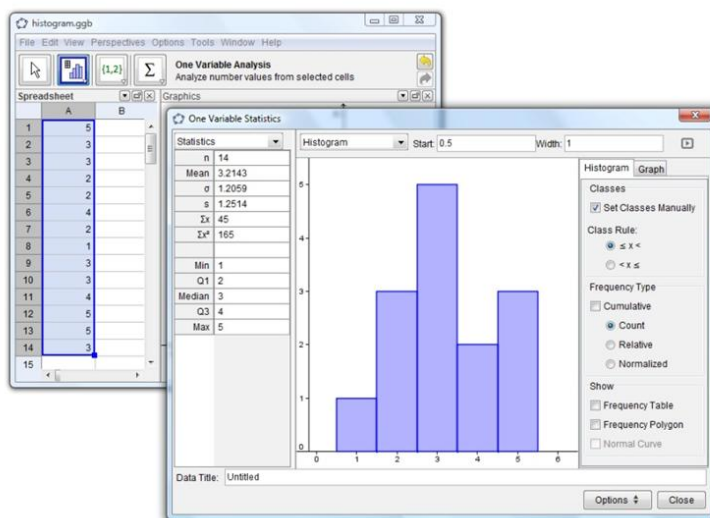 histogram.ggb
File Edit View Perspectives Options Tools Window Help
{1,2} Σ
One Variable Analysis
Analyze number values from selected cells
Spreadsheet
Graphics
A B
1 5
2 3
3 3
4 2
5 2
6 4
7 2
8 1
9 3
10 3
11 4
12 5
13 5
14 3
15
One Variable Statistics
Statistics
n 14
Mean 3.2143
σ 1.2059
s 1.2514
Σx 45
Σx² 165
Min 1
Q1 2
Median 3
Q3 4
Max 5
Histogram Start: 0.5 Width: 1
5
4
3
2
1
0
0 1 2 3 4 5 6
Histogram Graph
Classes
Set Classes Manually
Class Rule:
≤ x <
< x ≤
Frequency Type
Cumulative
Count
Relative
Normalized
Show
Frequency Table
Frequency Polygon
Normal Curve
Data Title: Untitled
Options Close